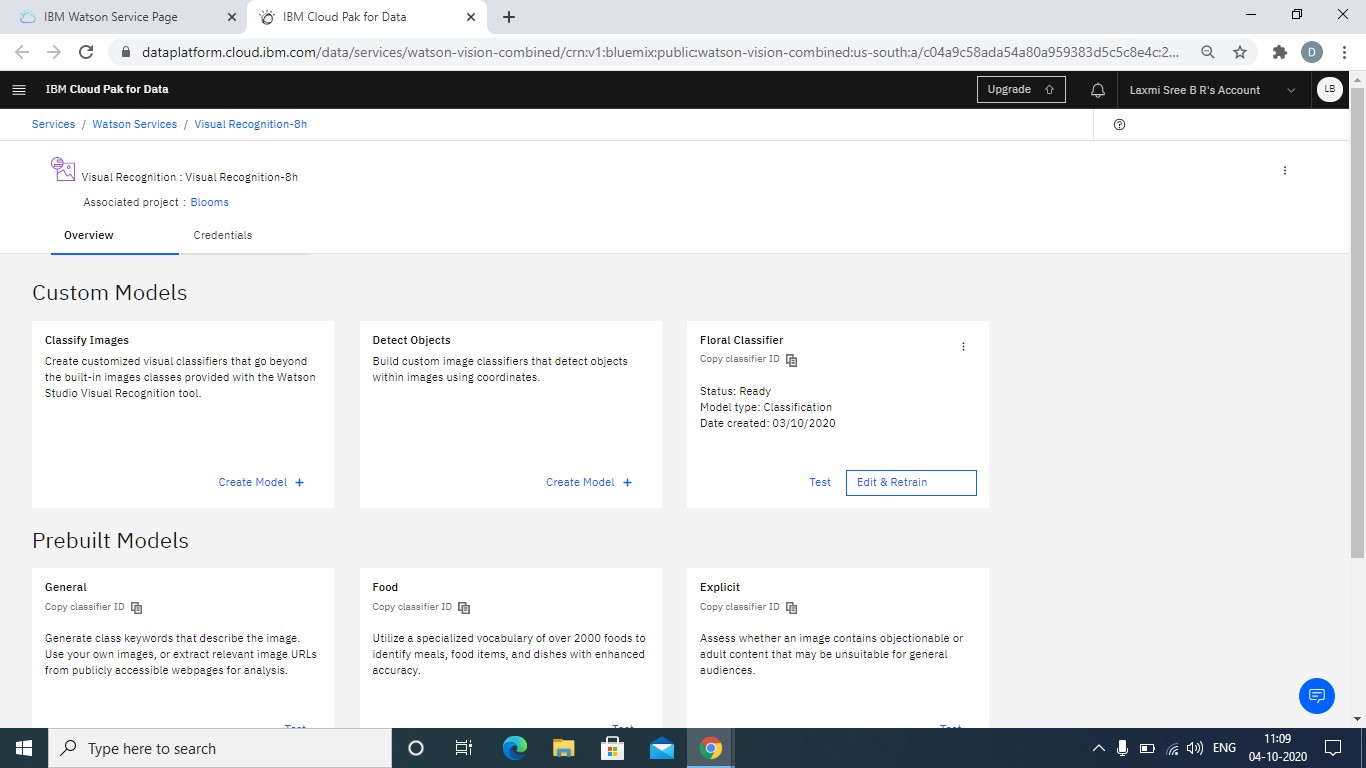 IBM Watson Service Page
IBM Cloud Pak for Data
dataplatform.cloud.ibm.com/data/services/watson-vision-combined/crn:v1:bluemix:public:watson-vision-combined:us-south:a/c04a9c58ada54a80a959383d5c5c8e4c:2...
D
IBM Cloud Pak for Data
Upgrade
Laxmi Sree B R's Account
LB
Services / Watson Services / Visual Recognition-8h
Visual Recognition : Visual Recognition-8h
Associated project : Blooms
Overview
Credentials
Custom Models
Classify Images
Create customized visual classifiers that go beyond
the built-in images classes provided with the Watson
Studio Visual Recognition tool.
Create Model +
Detect Objects
Build custom image classifiers that detect objects
within images using coordinates.
Create Model +
Floral Classifier
Copy classifier ID
Status: Ready
Model type: Classification
Date created: 03/10/2020
Test
Edit & Retrain
Prebuilt Models
General
Copy classifier ID
Generate class keywords that describe the image.
Use your own images, or extract relevant image URLs
from publicly accessible webpages for analysis.
Test
Food
Copy classifier ID
Utilize a specialized vocabulary of over 2000 foods to
identify meals, food items, and dishes with enhanced
accuracy.
Test
Explicit
Copy classifier ID
Assess whether an image contains objectionable or
adult content that may be unsuitable for general
audiences.
Test
Type here to search
ENG
11:09
04-10-2020